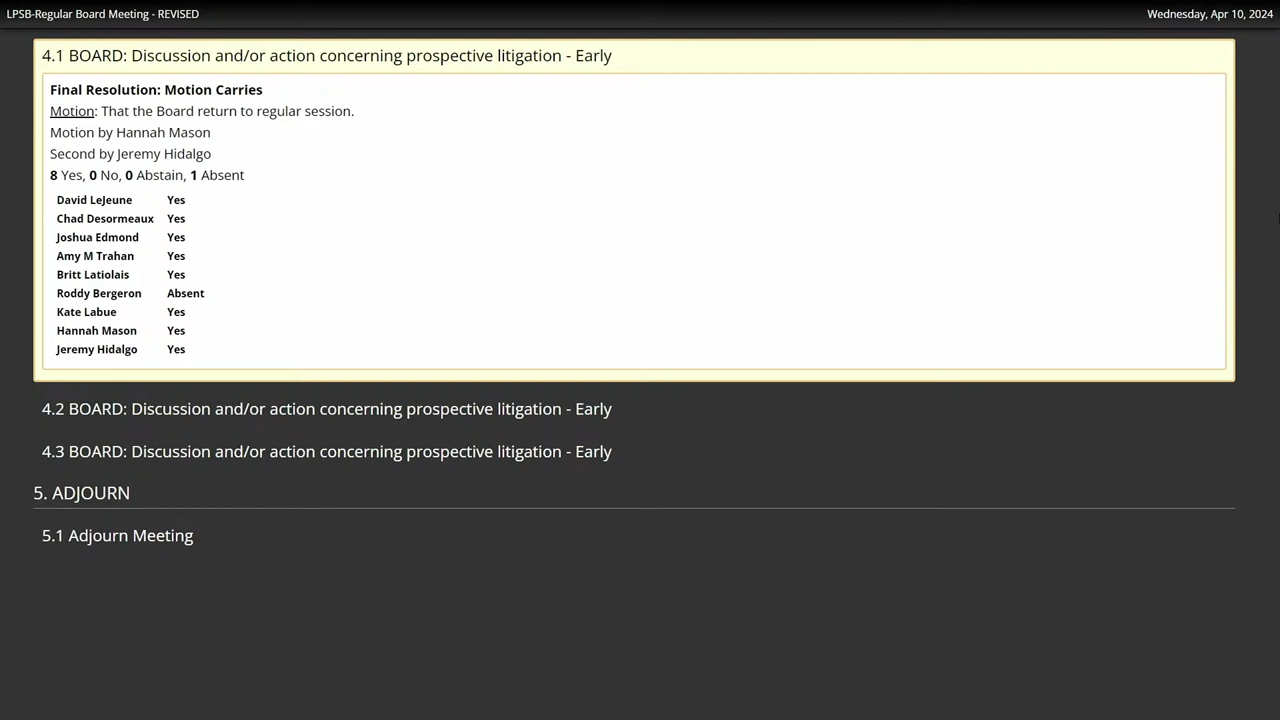 LPSB-Regular Board Meeting - REVISED
Wednesday, Apr 10, 2024
4.1 BOARD: Discussion and/or action concerning prospective litigation - Early
Final Resolution: Motion Carries
Motion: That the Board return to regular session.
Motion by Hannah Mason
Second by Jeremy Hidalgo
8 Yes, 0 No, 0 Abstain, 1 Absent
David LeJeune Yes
Chad Desormeaux Yes
Joshua Edmond Yes
Amy M Trahan Yes
Britt Latiolais Yes
Roddy Bergeron Absent
Kate Labue Yes
Hannah Mason Yes
Jeremy Hidalgo Yes
4.2 BOARD: Discussion and/or action concerning prospective litigation - Early
4.3 BOARD: Discussion and/or action concerning prospective litigation - Early
5. ADJOURN
5.1 Adjourn Meeting